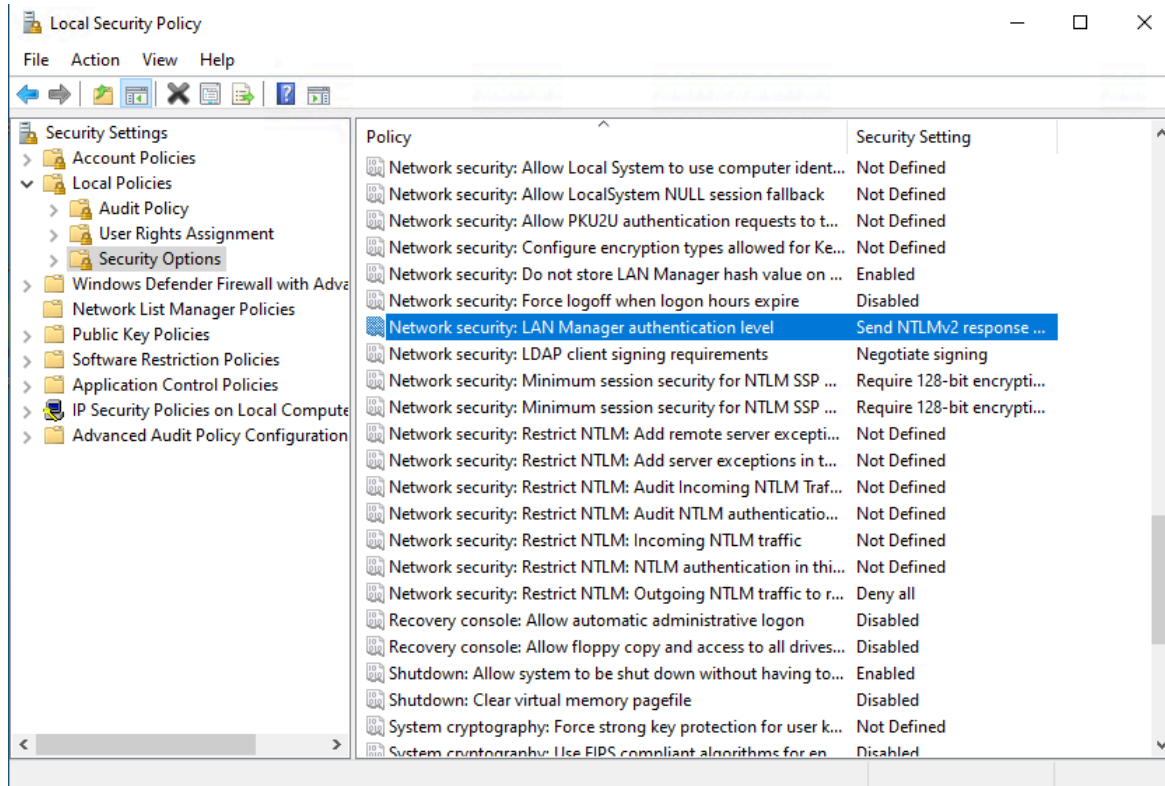 Local Security Policy
File Action View Help
Security Settings
Account Policies
Local Policies
Audit Policy
User Rights Assignment
Security Options
Windows Defender Firewall with Adva
Network List Manager Policies
Public Key Policies
Software Restriction Policies
Application Control Policies
IP Security Policies on Local Compute
Advanced Audit Policy Configuration
Policy Security Setting
Network security: Allow Local System to use computer ident... Not Defined
Network security: Allow LocalSystem NULL session fallback Not Defined
Network security: Allow PKU2U authentication requests to t... Not Defined
Network security: Configure encryption types allowed for Ke... Not Defined
Network security: Do not store LAN Manager hash value on ... Enabled
Network security: Force logoff when logon hours expire Disabled
Network security: LAN Manager authentication level Send NTLMv2 response ...
Network security: LDAP client signing requirements Negotiate signing
Network security: Minimum session security for NTLM SSP ... Require 128-bit encrypti...
Network security: Minimum session security for NTLM SSP ... Require 128-bit encrypti...
Network security: Restrict NTLM: Add remote server excepti... Not Defined
Network security: Restrict NTLM: Add server exceptions in t... Not Defined
Network security: Restrict NTLM: Audit Incoming NTLM Traf... Not Defined
Network security: Restrict NTLM: Audit NTLM authenticatio... Not Defined
Network security: Restrict NTLM: Incoming NTLM traffic Not Defined
Network security: Restrict NTLM: NTLM authentication in thi... Not Defined
Network security: Restrict NTLM: Outgoing NTLM traffic to r... Deny all
Recovery console: Allow automatic administrative logon Disabled
Recovery console: Allow floppy copy and access to all drives... Disabled
Shutdown: Allow system to be shut down without having to... Enabled
Shutdown: Clear virtual memory pagefile Disabled
System cryptography: Force strong key protection for user k... Not Defined
System cryptography: Use FIPS compliant algorithms for en Disabled